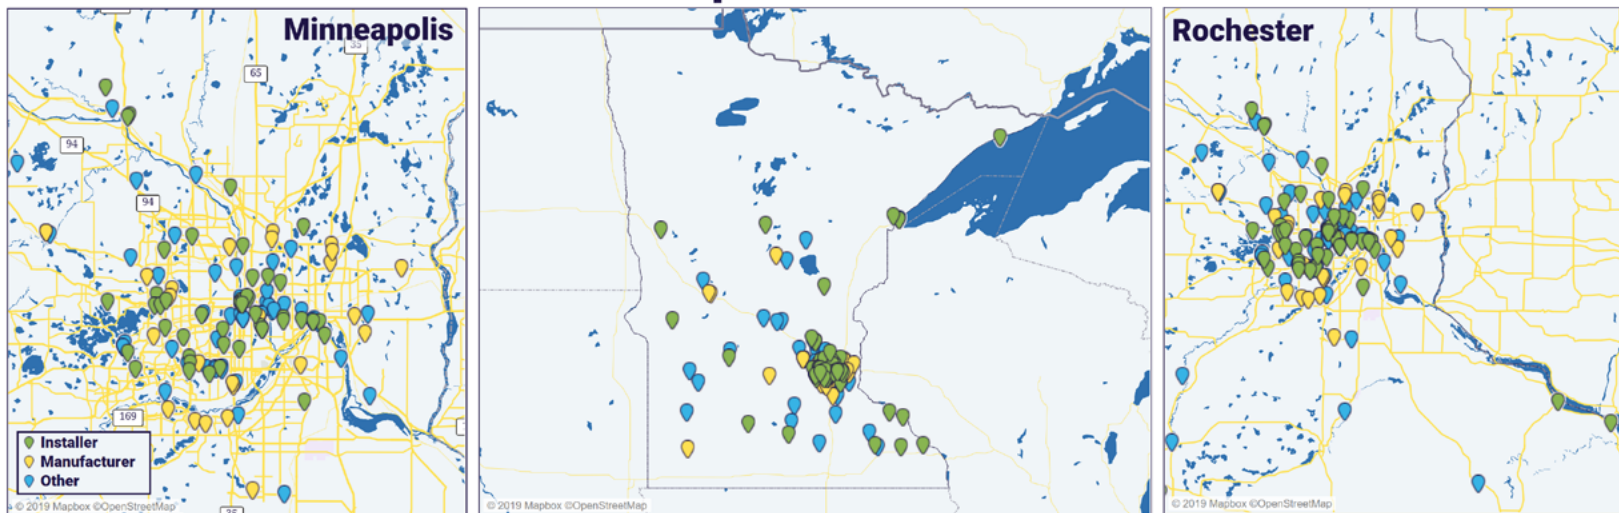 Minneapolis
35
65
94
94
169
Installer
Manufacturer
Other
35
© 2019 Mapbox ©OpenStreetMap
© 2019 Mapbox ©OpenStreetMap
Rochester
© 2019 Mapbox ©OpenStreetMap